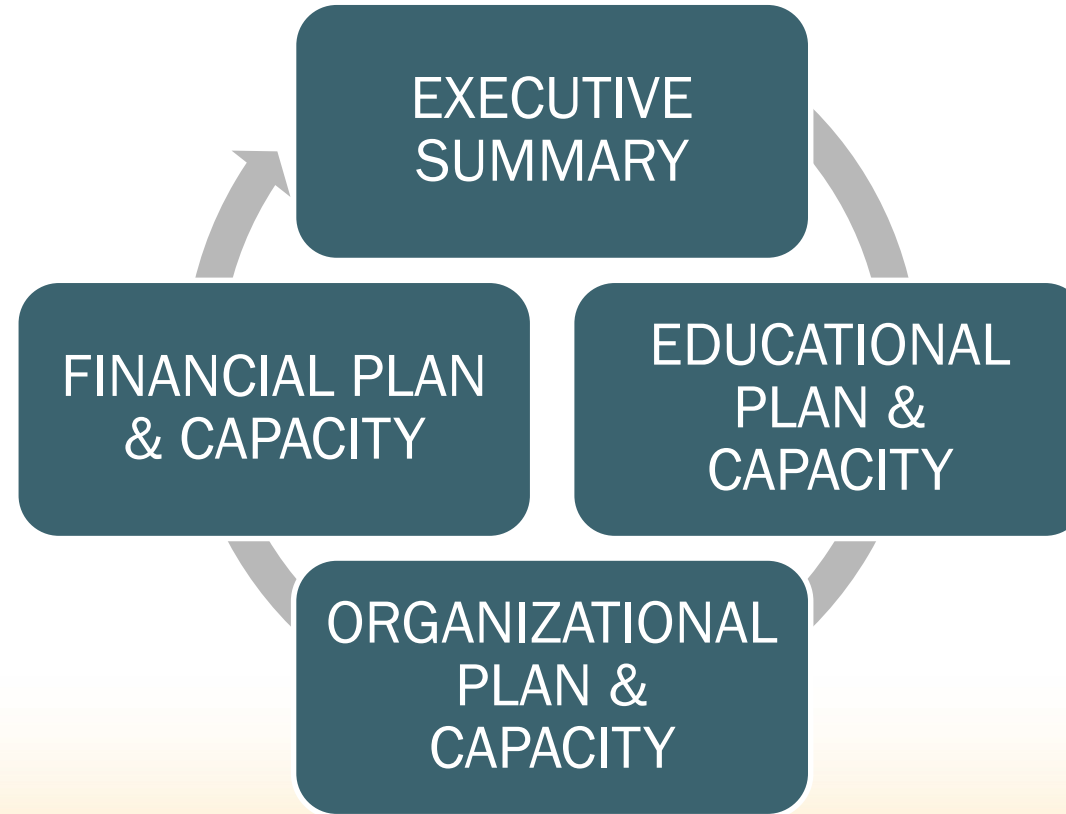 EXECUTIVE
SUMMARY
EDUCATIONAL
PLAN &
CAPACITY
ORGANIZATIONAL
PLAN &
CAPACITY
FINANCIAL PLAN
& CAPACITY